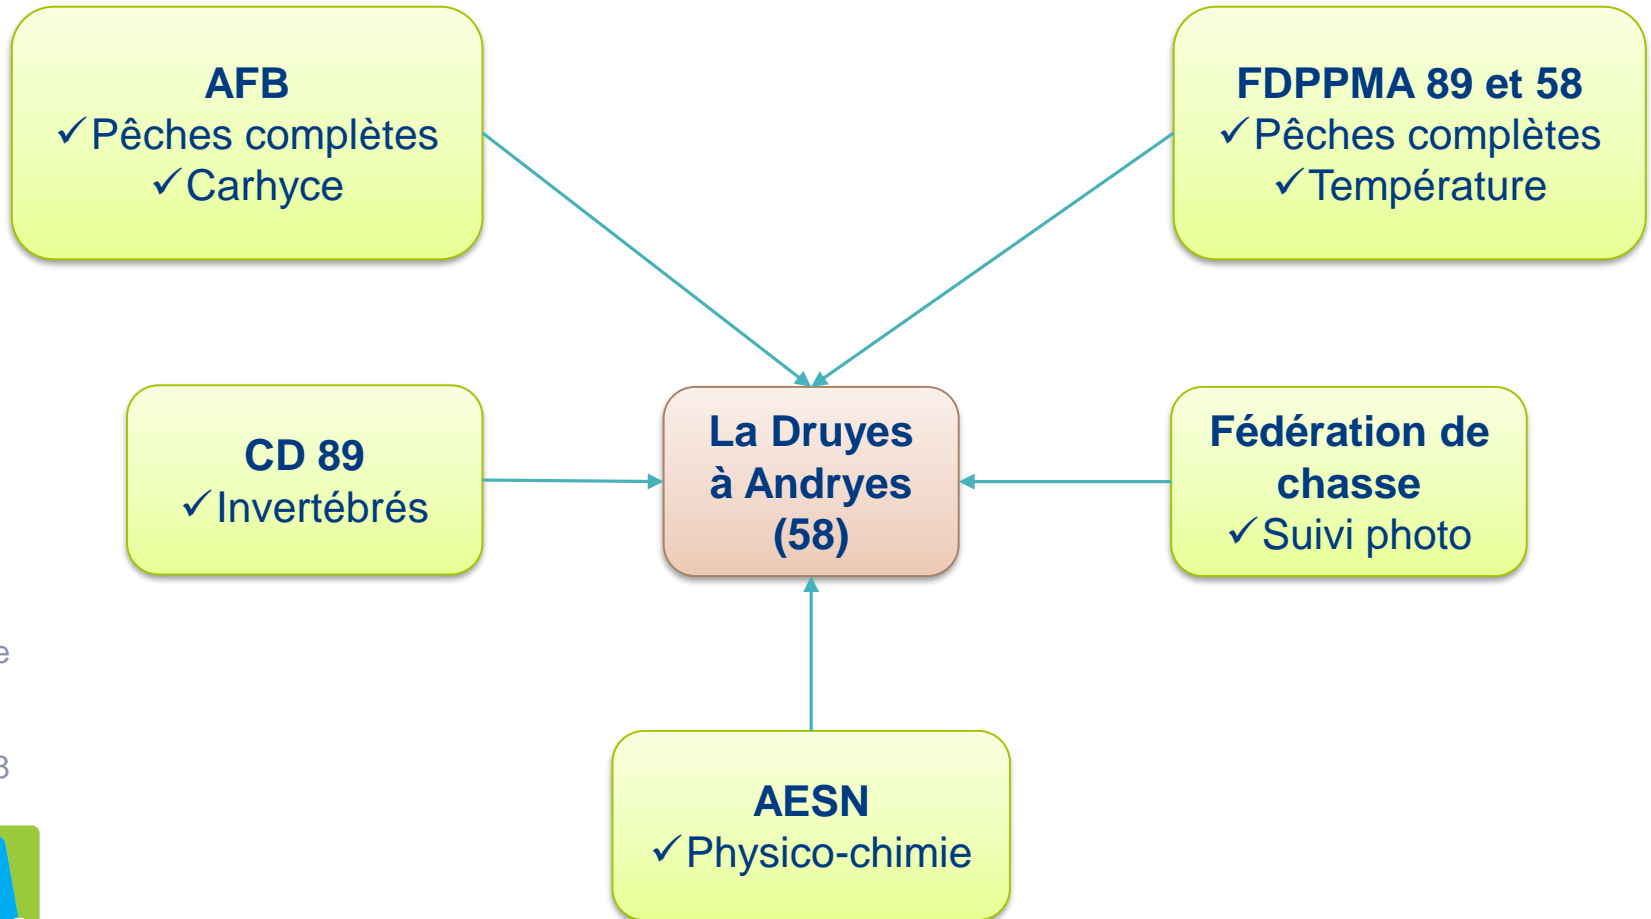 AFB
✓Pêches complètes
✓Carhyce
FDPPMA 89 et 58
✓Pêches complètes
✓Température
CD 89
✓Invertébrés
La Druyes
à Andryes
(58)
Fédération de
chasse
✓Suivi photo
AESN
✓Physico-chimie